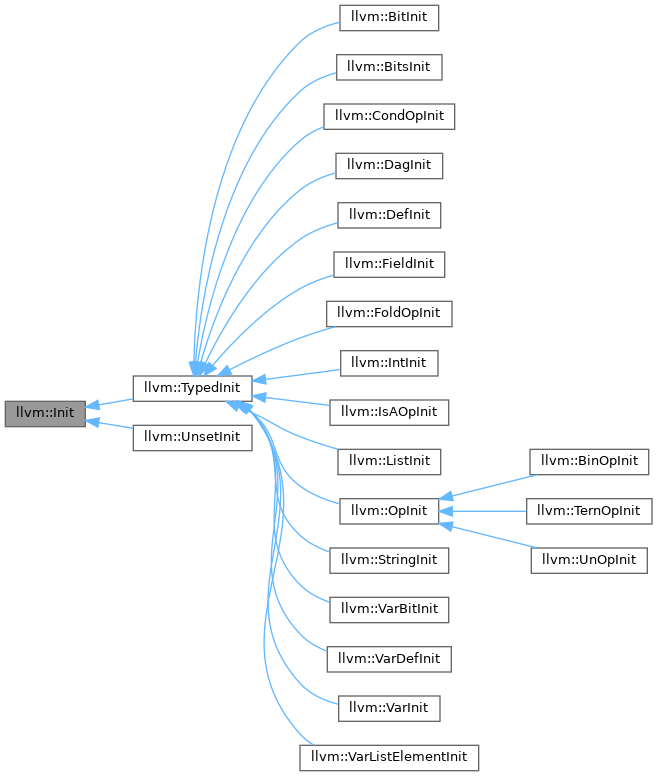 llvm::BitInit
llvm::BitsInit
llvm::CondOpInit
llvm::DagInit
llvm::DefInit
llvm::FieldInit
llvm::FoldOpInit
llvm::IntInit
llvm::TypedInit
llvm::Init
llvm::IsAOpInit
llvm::UnsetInit
llvm::ListInit
llvm::BinOpInit
llvm::OpInit
llvm::TernOpInit
llvm::StringInit
llvm::UnOpInit
llvm::VarBitInit
llvm::VarDefInit
llvm::VarInit
llvm::VarListElementInit